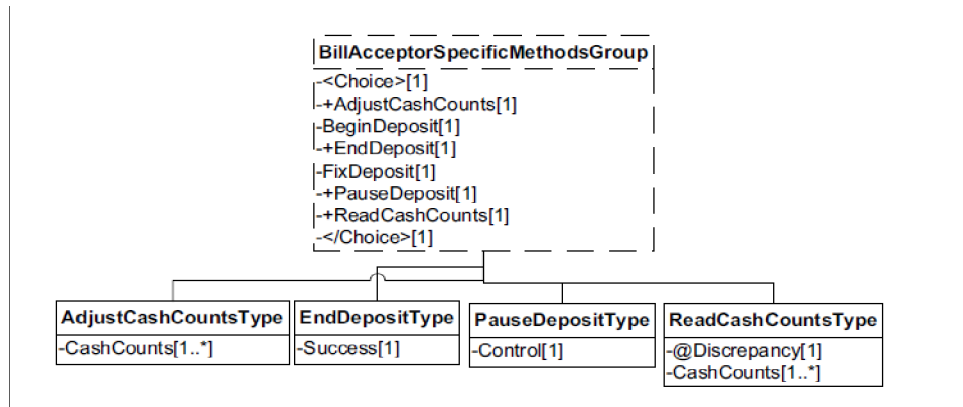 BillAcceptorSpecificMethodsGroup
-<Choice>[1]
-+AdjustCashCounts[1]
-BeginDeposit[1]
-+EndDeposit[1]
-FixDeposit[1]
-+PauseDeposit[1]
-+ReadCashCounts[1]
-</Choice>[1]
AdjustCashCountsType
-CashCounts[1..*]
EndDepositType
-Success[1]
PauseDepositType
-Control[1]
ReadCashCountsType
-@Discrepancy[1]
-CashCounts[1..*]